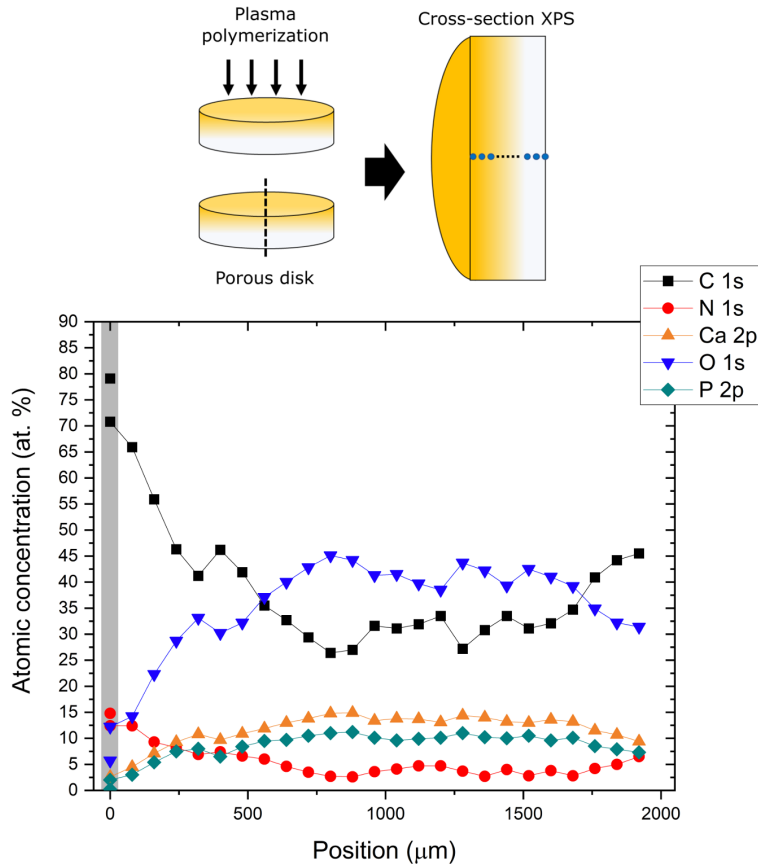 Plasma
polymerization
Cross-section XPS
Porous disk
C 1s
N 1s
Ca 2p
O 1s
P 2p
Atomic concentration (at. %)
90
85
80
75
70
65
60
55
50
45
40
35
30
25
20
15
10
5
0
0
500
1000
1500
2000
Position (μm)